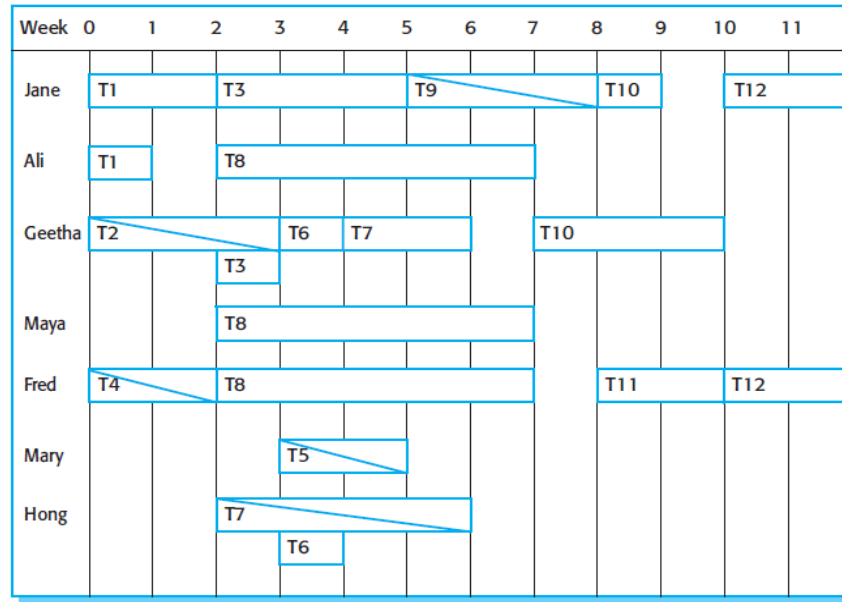 Week 0 1 2 3 4 5 6 7 8 9 10 11
Jane T1 T3 T9 T10 T12
Ali T1 T8
Geetha T2 T6 T7 T10
T3
Maya T8
Fred T4 T8 T11 T12
Mary T5
Hong T7
T6